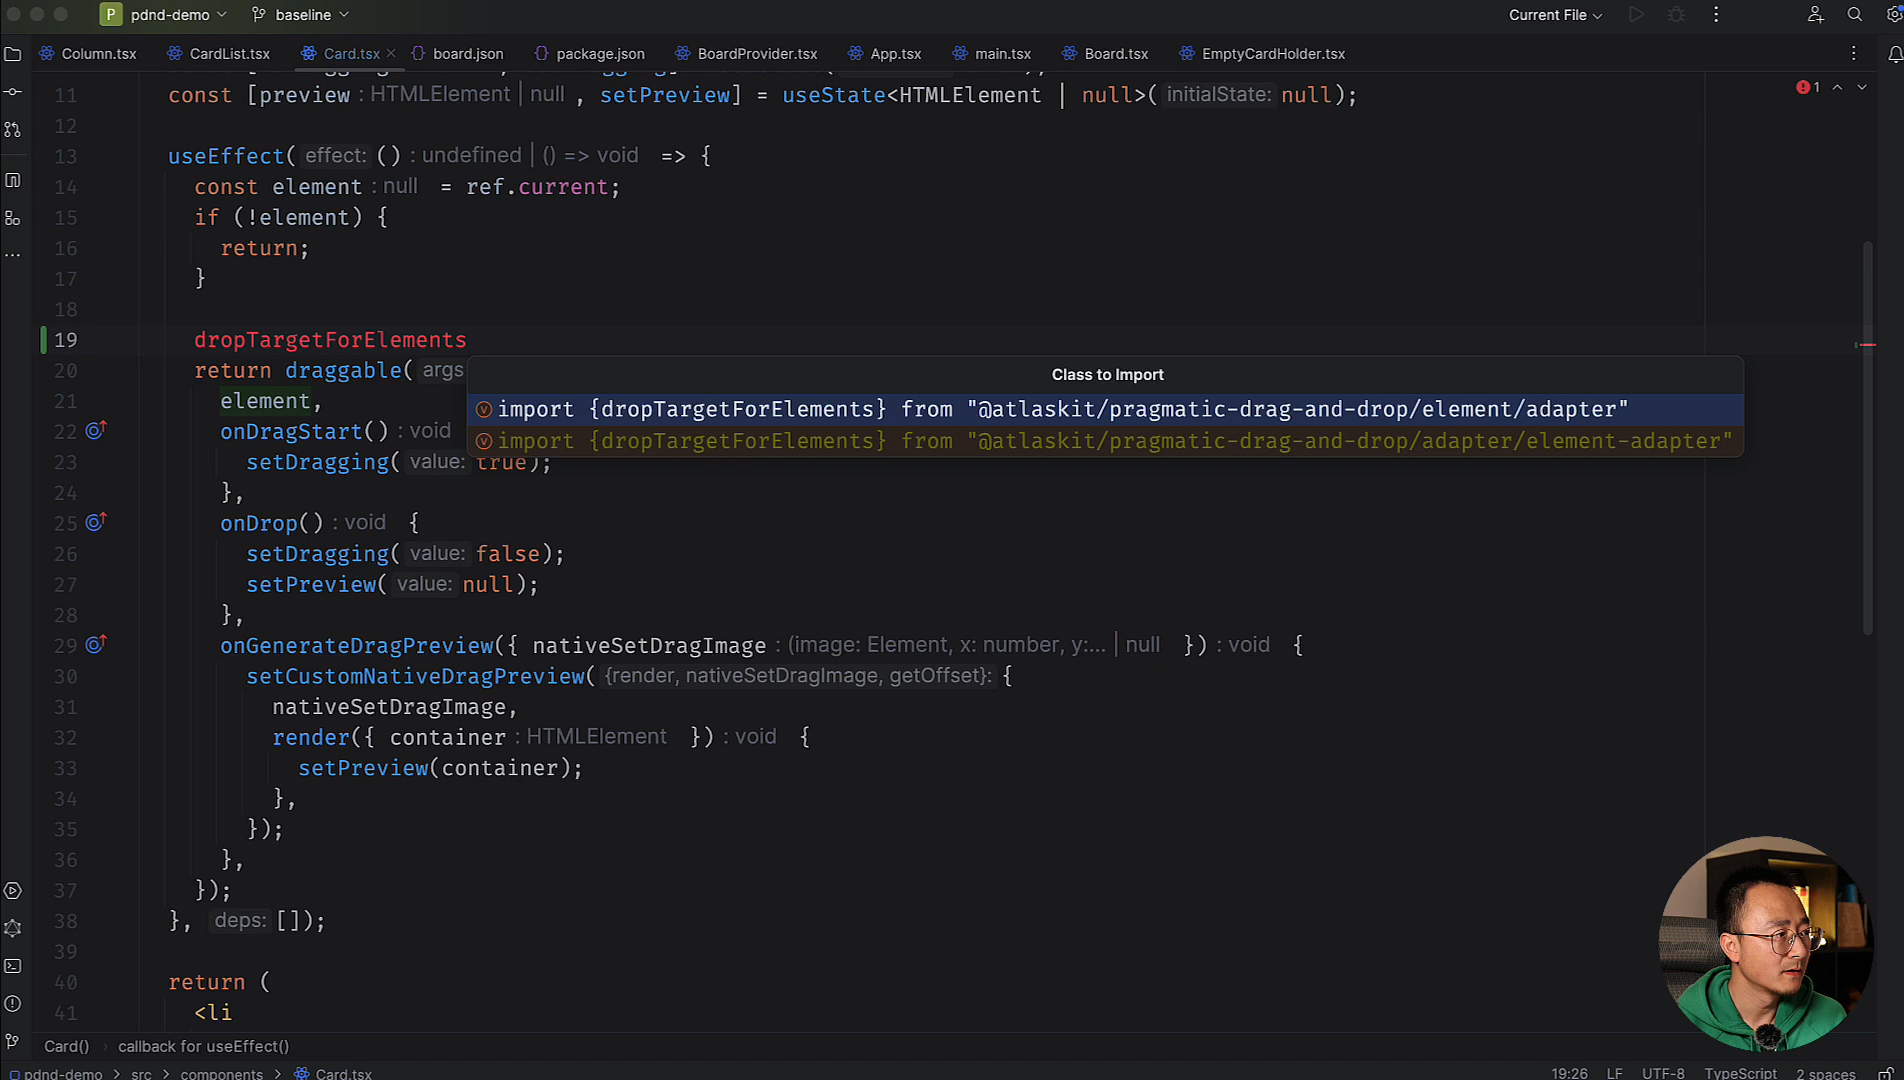 P pdnd-demo baseline Current File
Column.tsx CardList.tsx Card.tsx board.json package.json BoardProvider.tsx App.tsx main.tsx Board.tsx EmptyCardHolder.tsx
11 const [preview : HTMLElement | null , setPreview] = useState<HTMLElement | null>( initialState: null); 1
12
13 useEffect( effect: () : undefined | () => void => {
14 const element : null = ref.current;
15 if (!element) {
16 return;
17 }
18
19 dropTargetForElements
20 return draggable( args
Class to Import
21 element,
import {dropTargetForElements} from "@atlaskit/pragmatic-drag-and-drop/element/adapter"
22 onDragStart() : void
import {dropTargetForElements} from "@atlaskit/pragmatic-drag-and-drop/adapter/element-adapter"
23 setDragging( value: true);
24 },
25 onDrop() : void {
26 setDragging( value: false);
27 setPreview( value: null);
28 },
29 onGenerateDragPreview({ nativeSetDragImage : (image: Element, x: number, y:... | null }) : void {
30 setCustomNativeDragPreview( {render, nativeSetDragImage, getOffset}: {
31 nativeSetDragImage,
32 render({ container : HTMLElement }) : void {
33 setPreview(container);
34 },
35 });
36 },
37 });
38 }, deps: []);
39
40 return (
41 <li
Card() › callback for useEffect()
pdnd-demo > src > components > Card.tsx 19:26 LF UTF-8 TypeScript 2 spaces